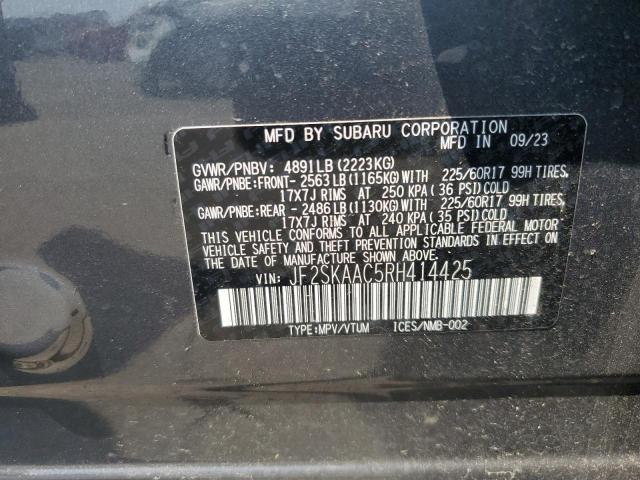 MFD BY SUBARU CORPORATION
MFD IN 09/23
GVWR/PNBV: 4891LB(2223KG)
GAWR/PNBE:FRONT- 2563LB(1165KG)WITH 225/60R17 99H TIRES,
17X7J RIMS AT 250 KPA (36 PSI)COLD
GAWR/PNBE:REAR - 2486LB(1130KG)WITH 225/60R17 99H TIRES,
17X7J RIMS AT 240 KPA (35 PSI)COLD
THIS VEHICLE CONFORMS TO ALL APPLICABLE FEDERAL MOTOR
VEHICLE SAFETY AND THEFT PREVENTION STANDARDS IN EFFECT
ON THE DATE OF MANUFACTURE SHOWN ABOVE.
VIN: JF2SKAAC5RH414425
TYPE:MPV/VTUM ICES/NMB-002